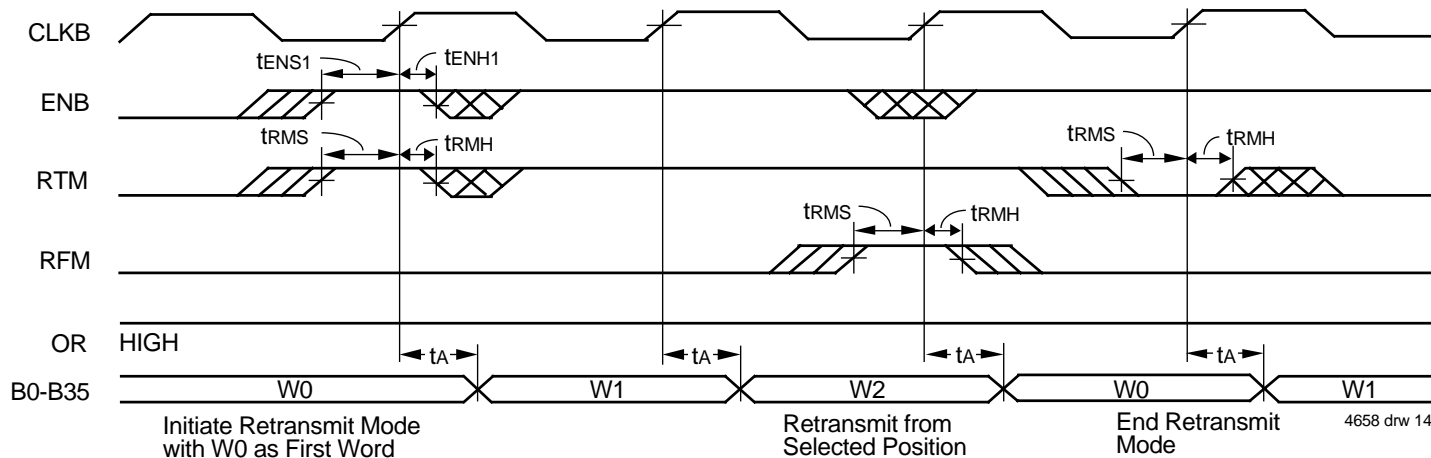 CLKB
tENS1 tENH1
ENB
tRMS tRMH tRMS tRMH
RTM
tRMS tRMH
RFM
OR HIGH
tA tA tA tA
B0-B35 W0 W1 W2 W0 W1
Initiate Retransmit Mode
with W0 as First Word
Retransmit from
Selected Position
End Retransmit
Mode
4658 drw 14